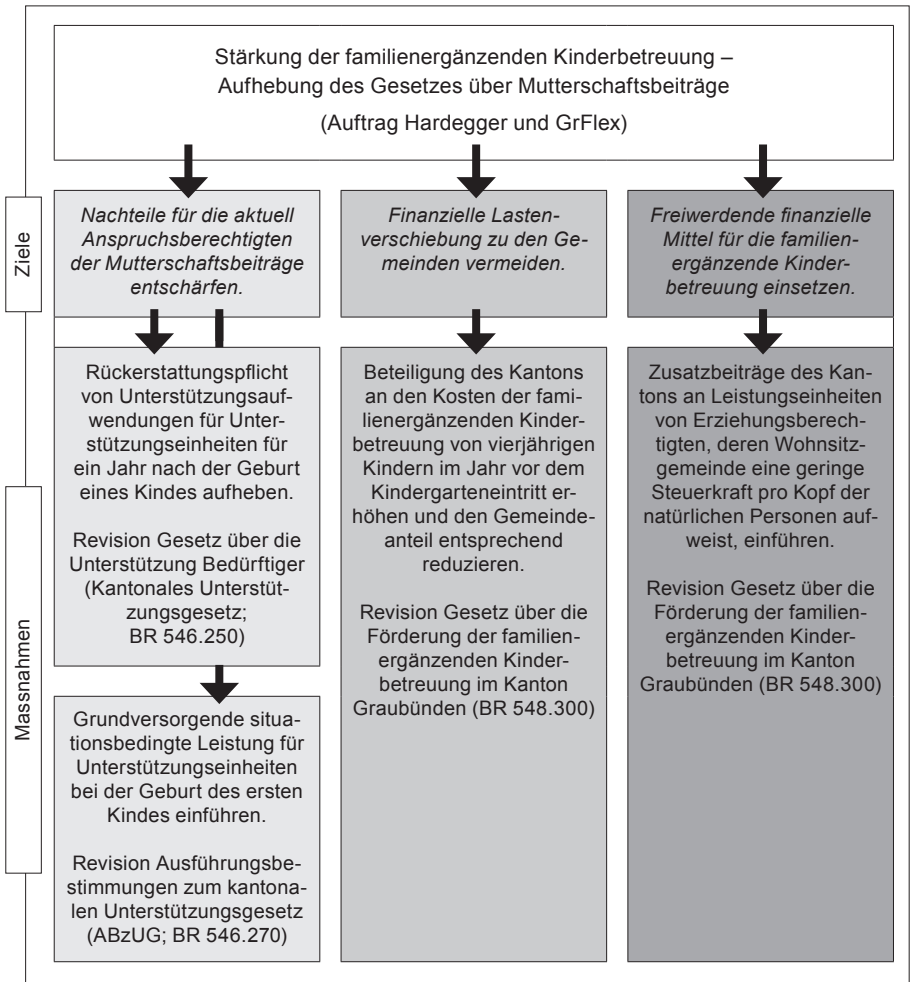 Stärkung der familienergänzenden Kinderbetreuung –
Aufhebung des Gesetzes über Mutterschaftsbeiträge
(Auftrag Hardegger und GrFlex)
Ziele
Nachteile für die aktuell
Anspruchsberechtigten
der Mutterschaftsbeiträge
entschärfen.
Finanzielle Lasten-
verschiebung zu den Ge-
meinden vermeiden.
Freiwerdende finanzielle
Mittel für die familien-
ergänzende Kinder-
betreuung einsetzen.
Massnahmen
Rückerstattungspflicht
von Unterstützungsauf-
wendungen für Unter-
stützungseinheiten für
ein Jahr nach der Geburt
eines Kindes aufheben.
Revision Gesetz über die
Unterstützung Bedürftiger
(Kantonales Unterstüt-
zungsgesetz;
BR 546.250)
Grundversorgende situa-
tionsbedingte Leistung für
Unterstützungseinheiten
bei der Geburt des ersten
Kindes einführen.
Revision Ausführungsbe-
stimmungen zum kantona-
len Unterstützungsgesetz
(ABzUG; BR 546.270)
Beteiligung des Kantons
an den Kosten der fami-
lienergänzenden Kinder-
betreuung von vierjährigen
Kindern im Jahr vor dem
Kindergarteneintritt er-
höhen und den Gemeinde-
anteil entsprechend
reduzieren.
Revision Gesetz über die
Förderung der familien-
ergänzenden Kinder-
betreuung im Kanton
Graubünden (BR 548.300)
Zusatzbeiträge des Kan-
tons an Leistungseinheiten
von Erziehungsberech-
tigten, deren Wohnsitz-
gemeinde eine geringe
Steuerkraft pro Kopf der
natürlichen Personen auf-
weist, einführen.
Revision Gesetz über die
Förderung der familien-
ergänzenden Kinder-
betreuung im Kanton
Graubünden (BR 548.300)